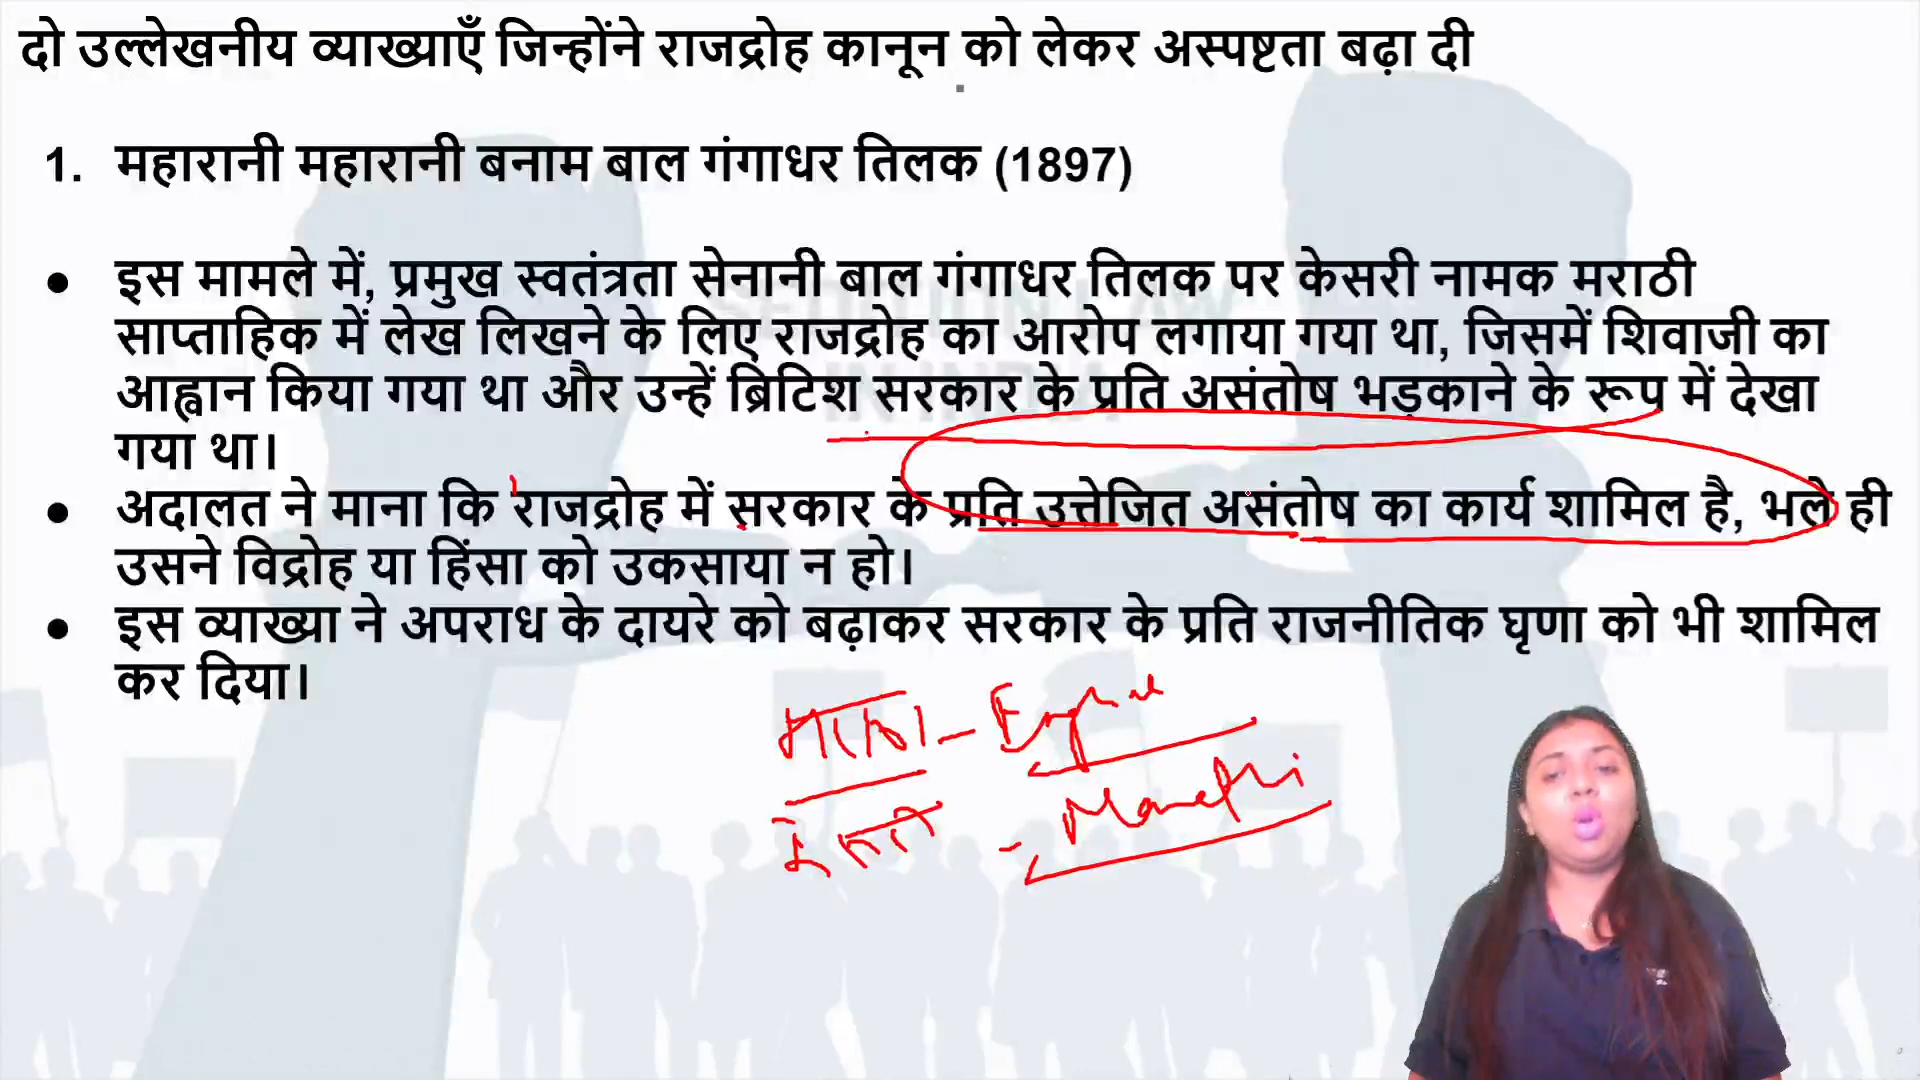 दो उल्लेखनीय व्याख्याएँ जिन्होंने राजद्रोह कानून को लेकर अस्पष्टता बढ़ा दी
1. महारानी महारानी बनाम बाल गंगाधर तिलक (1897)
● इस मामले में, प्रमुख स्वतंत्रता सेनानी बाल गंगाधर तिलक पर केसरी नामक मराठी
साप्ताहिक में लेख लिखने के लिए राजद्रोह का आरोप लगाया गया था, जिसमें शिवाजी का
आह्वान किया गया था और उन्हें ब्रिटिश सरकार के प्रति असंतोष भड़काने के रूप में देखा
गया था।
● अदालत ने माना कि राजद्रोह में सरकार के प्रति उत्तेजित असंतोष का कार्य शामिल है, भले ही
उसने विद्रोह या हिंसा को उकसाया न हो।
● इस व्याख्या ने अपराध के दायरे को बढ़ाकर सरकार के प्रति राजनीतिक घृणा को भी शामिल
कर दिया।